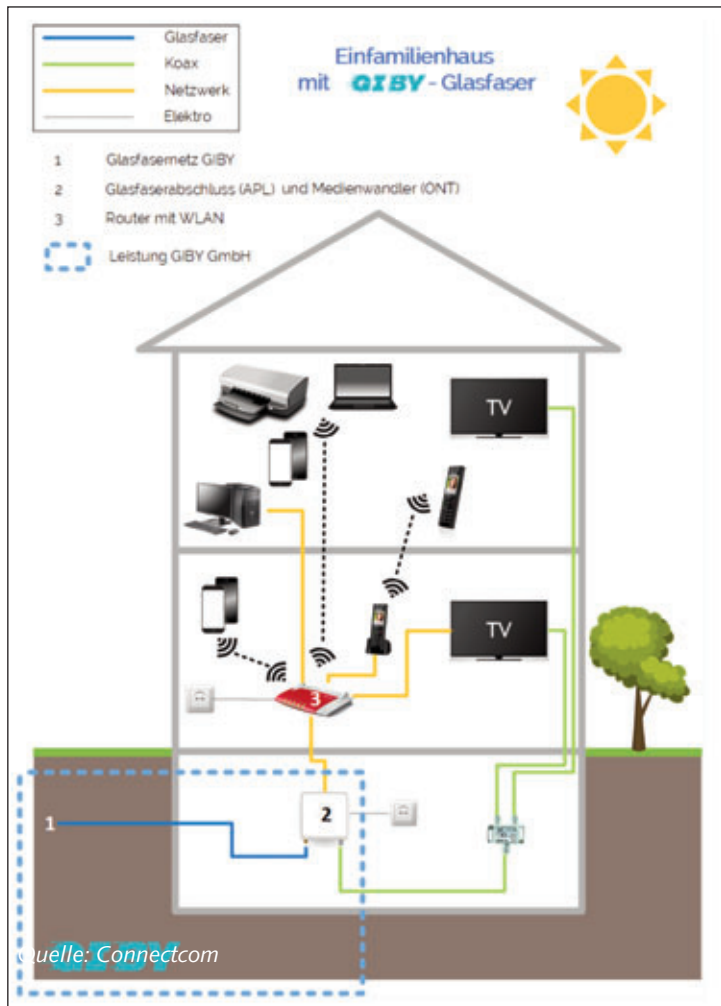 Glasfaser
Koax
Netzwerk
Elektro
Einfamilienhaus
mit GIBY - Glasfaser
1 Glasfasernetz GIBY
2 Glasfaserabschluss (APL) und Medienwandler (ONT)
3 Router mit WLAN
Leistung GIBY GmbH
TV
TV
3
2
1
GIBY
Quelle: Connectcom